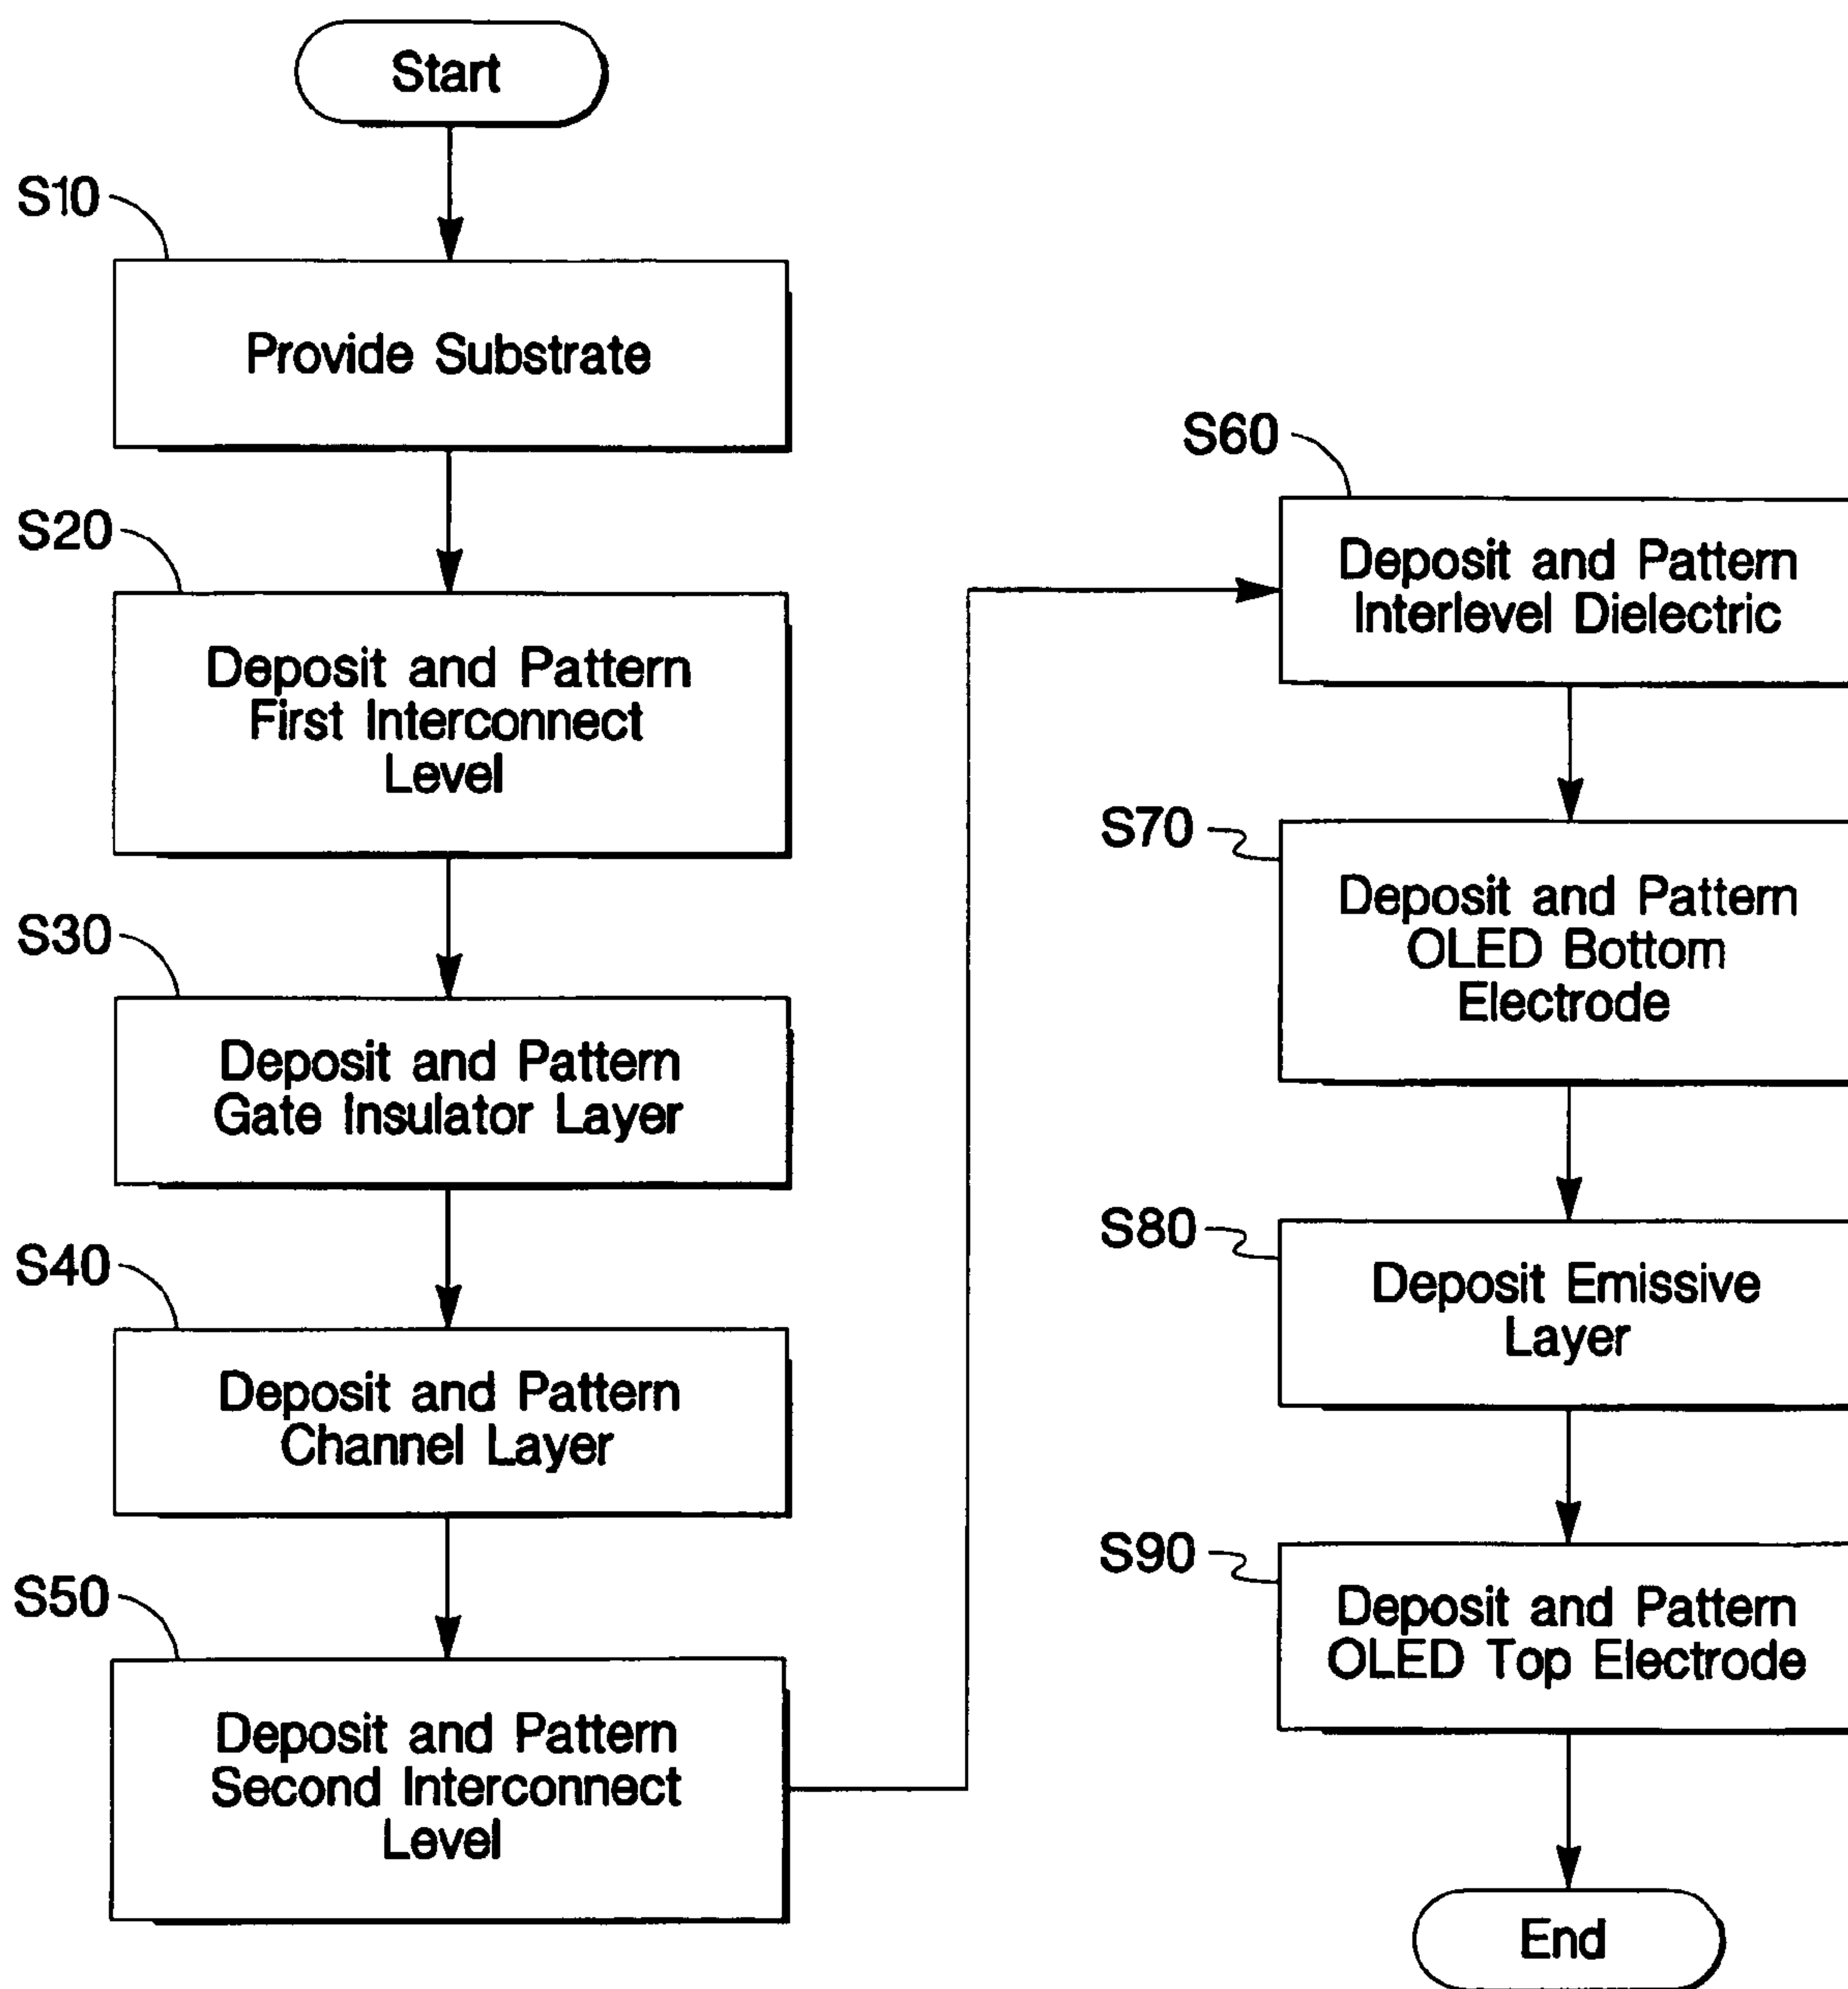 Start
S10
Provide Substrate
S20
Deposit and Pattern
First Interconnect
Level
S30
Deposit and Pattern
Gate Insulator Layer
S40
Deposit and Pattern
Channel Layer
S50
Deposit and Pattern
Second Interconnect
Level
S60
Deposit and Pattern
Interlevel Dielectric
S70
Deposit and Pattern
OLED Bottom
Electrode
S80
Deposit Emissive
Layer
S90
Deposit and Pattern
OLED Top Electrode
End